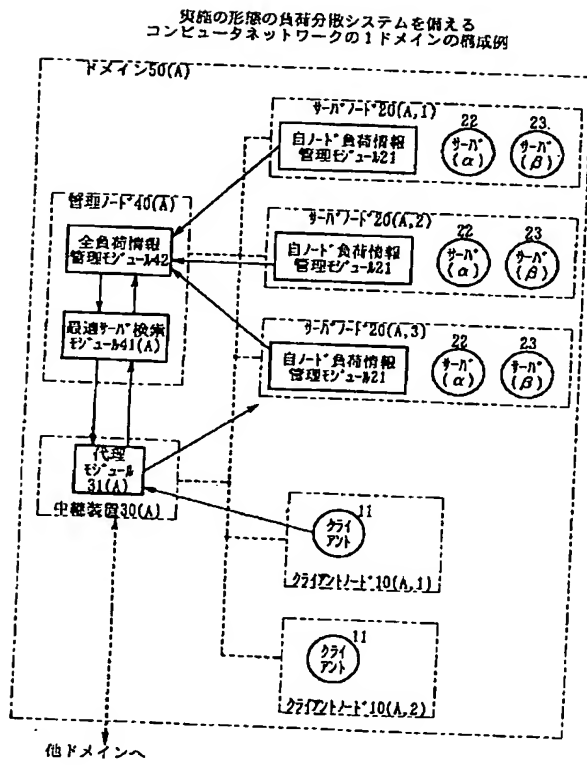 実施の形態の負荷分散システムを備える
コンピュータネットワークの1ドメインの構成例
ドメイン50(A)
サーバノード20(A,1)
自ノード負荷情報
管理モジュール21
22
サーバ
(α)
23
サーバ
(β)
管理ノード40(A)
全負荷情報
管理モジュール42
最適サーバ検索
モジュール41(A)
サーバノード20(A,2)
自ノード負荷情報
管理モジュール21
22
サーバ
(α)
23
サーバ
(β)
サーバノード20(A,3)
自ノード負荷情報
管理モジュール21
22
サーバ
(α)
23
サーバ
(β)
代理
モジュール
31(A)
中継装置30(A)
11
クライ
アント
クライアントノード10(A,1)
11
クライ
アント
クライアントノード10(A,2)
他ドメインへ